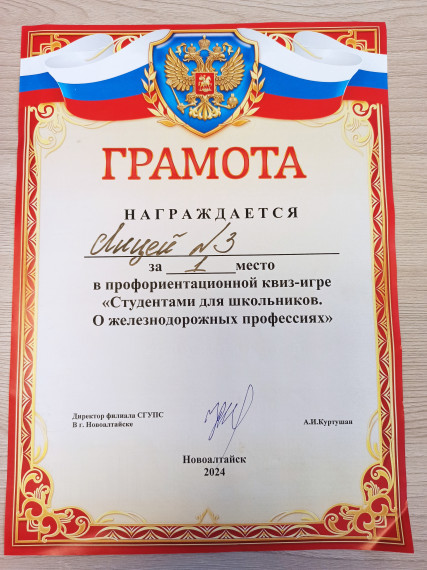 ГРАМОТА
НАГРАЖДАЕТСЯ
Лицей №3
за 1 место
в профориентационной квиз-игре
«Студентами для школьников.
О железнодорожных профессиях»
Директор филиала СГУПС
В г. Новоалтайске
А.И.Куртушан
Новоалтайск
2024